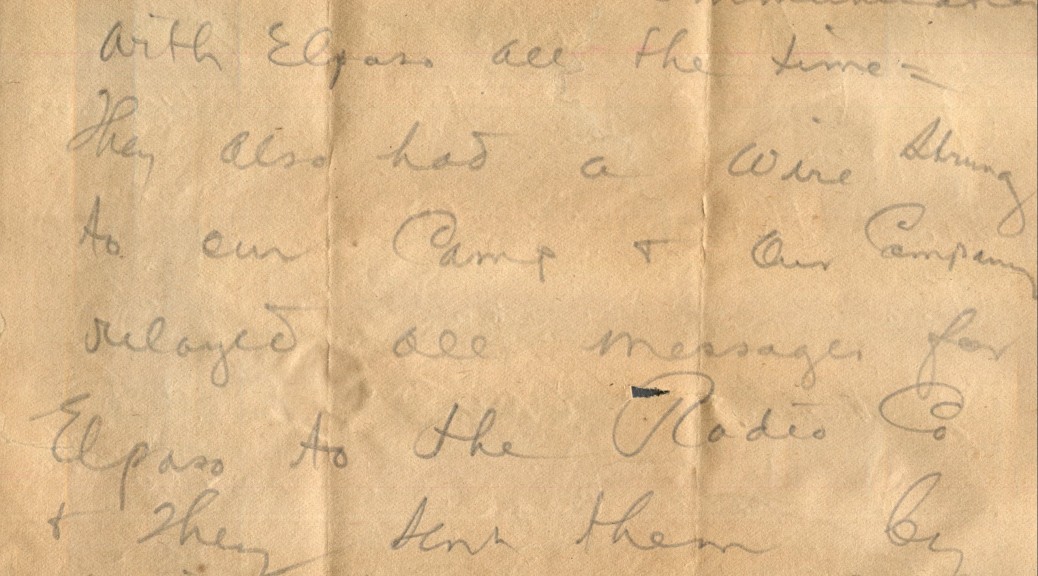 with Elpaso all the time =
They also had a wire strung
to our Camp + our Company
relayed all messages for
Elpaso to the Radio Co
+ they sent them by